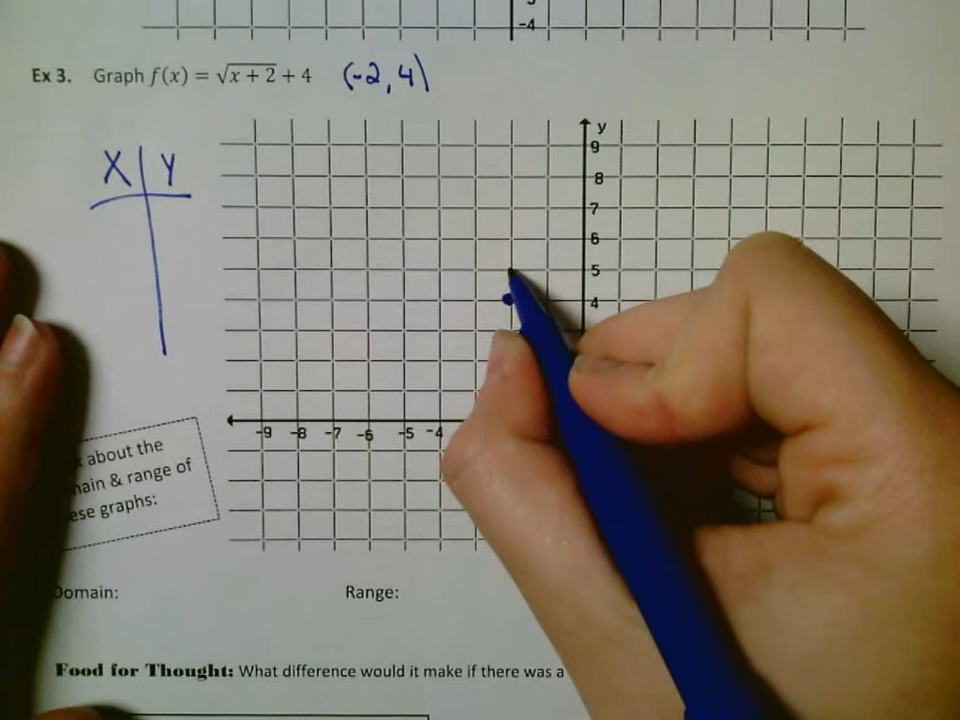 -4
Ex 3. Graph f(x) = √x + 2 + 4 (-2, 4)
y
X Y
9
8
7
6
5
4
-9 -8 -7 -6 -5 -4
about the
& range of
graphs:
Domain: Range:
Food for Thought: What difference would it make if there was a